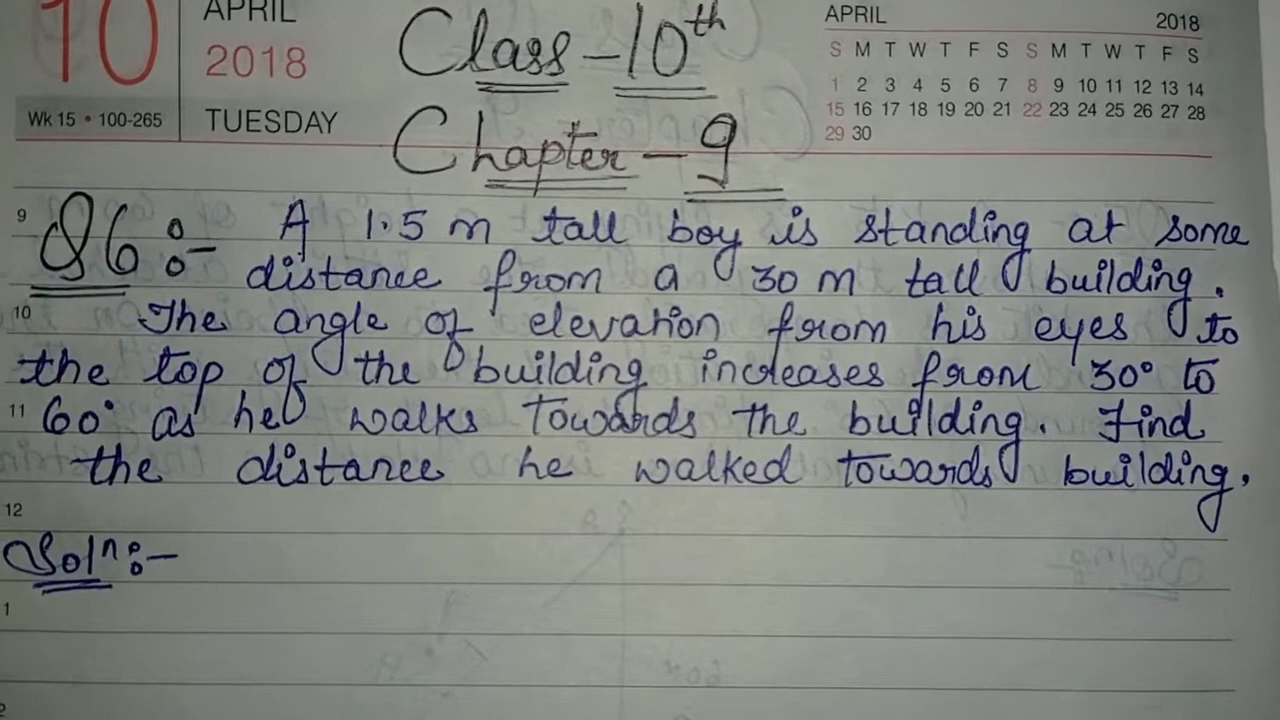 10
APRIL
2018
Wk 15 • 100-265
TUESDAY
Class - 10th
Chapter - 9
APRIL 2018
S M T W T F S S M T W T F S
1 2 3 4 5 6 7 8 9 10 11 12 13 14
15 16 17 18 19 20 21 22 23 24 25 26 27 28
29 30
9
Q6:- A 1.5 m tall boy is standing at some
distance from a 30 m tall building.
10
The angle of elevation from his eyes to
the top of the building increases from 30° to
11
60° as he walks towards the building. Find
the distance he walked towards building.
12
Soln:-
1
2